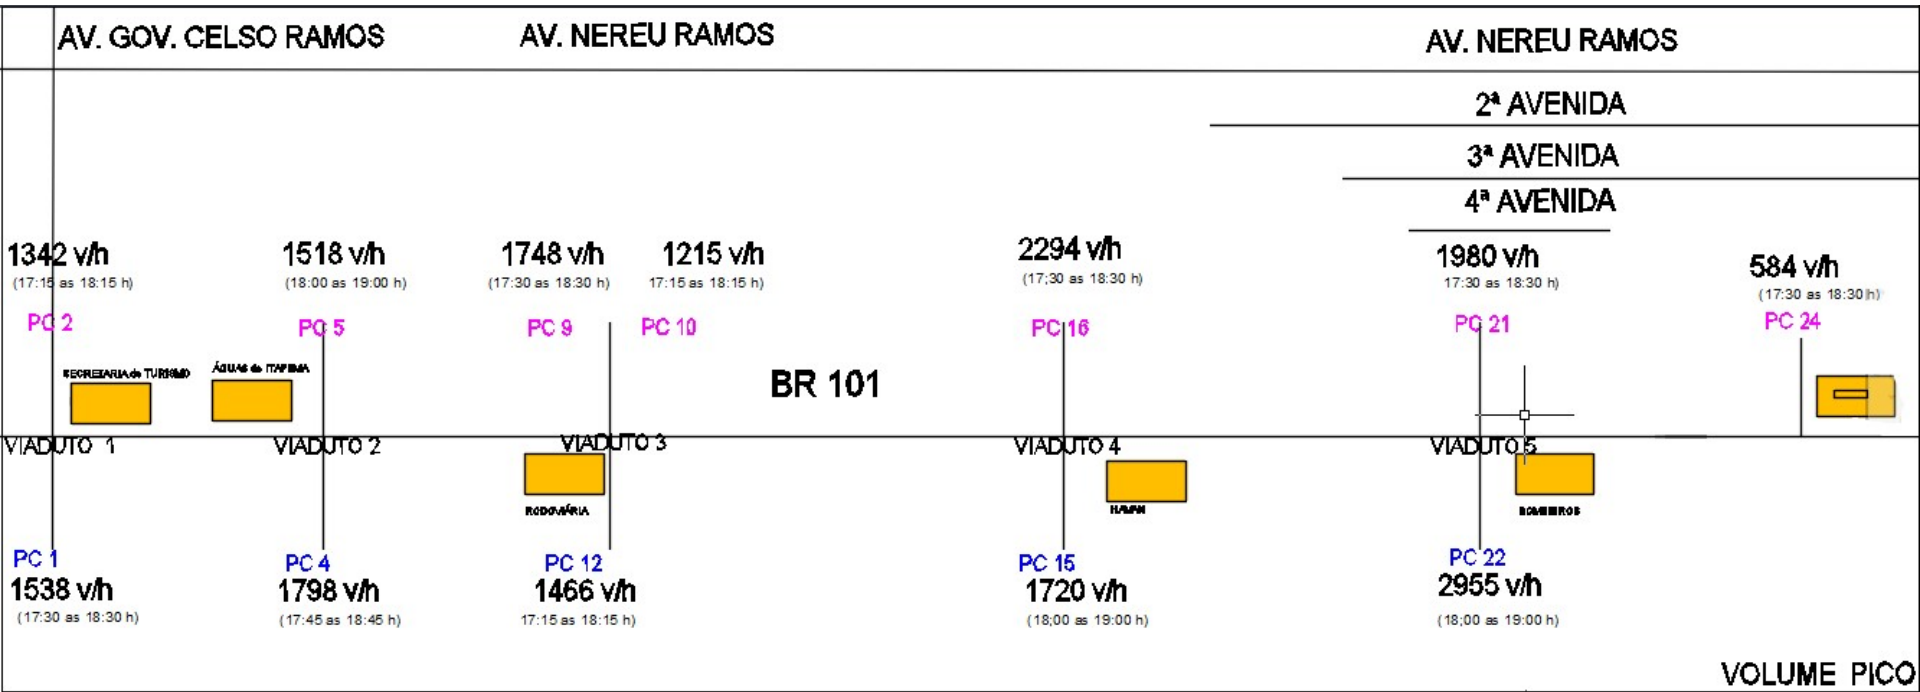 AV. GOV. CELSO RAMOS
AV. NEREU RAMOS
AV. NEREU RAMOS
2ª AVENIDA
3ª AVENIDA
4ª AVENIDA
1342 v/h
(17:15 as 18:15 h)
PC 2
1518 v/h
(18:00 as 19:00 h)
PC 5
1748 v/h
(17:30 as 18:30 h)
PC 9
1215 v/h
17:15 as 18:15 h)
PC 10
2294 v/h
(17;30 as 18:30 h)
PC 16
1980 v/h
17:30 as 18:30 h)
PC 21
584 v/h
(17:30 as 18:30 h)
PC 24
SECRETARIA de TURISMO
ÁGUAS de ITAPEMA
BR 101
VIADUTO 1
VIADUTO 2
VIADUTO 3
VIADUTO 4
VIADUTO 5
RODOVIÁRIA
HAVAN
BOMBEIROS
PC 1
1538 v/h
(17:30 as 18:30 h)
PC 4
1798 v/h
(17:45 as 18:45 h)
PC 12
1466 v/h
17:15 as 18:15 h)
PC 15
1720 v/h
(18;00 as 19:00 h)
PC 22
2955 v/h
(18;00 as 19:00 h)
VOLUME PICO